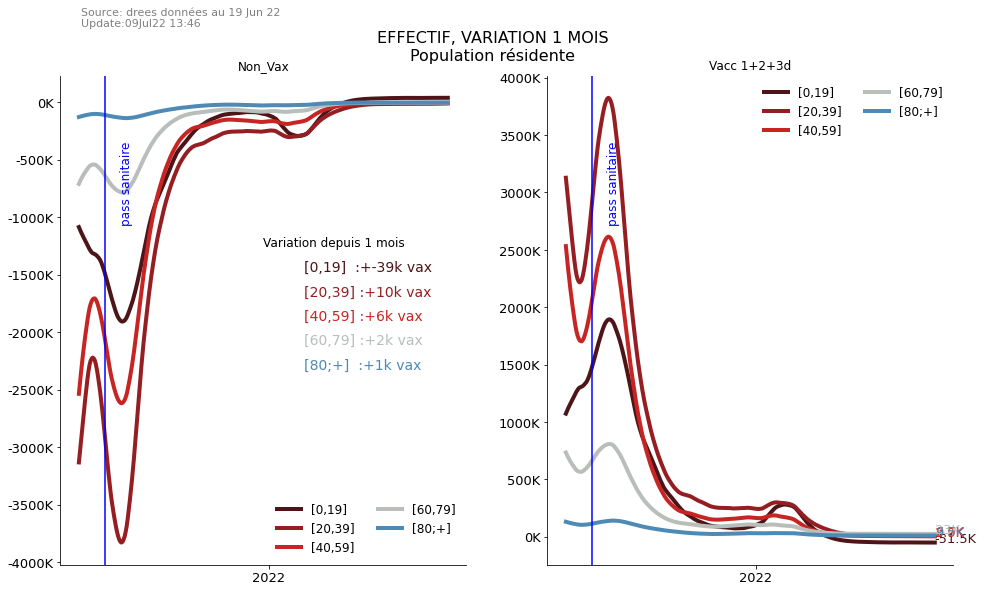 Source: drees données au 19 Jun 22
Update:09Jul22 13:46
EFFECTIF, VARIATION 1 MOIS
Population résidente
Non_Vax
0K
-500K
-1000K
-1500K
-2000K
-2500K
-3000K
-3500K
-4000K
pass sanitaire
Variation depuis 1 mois
[0,19] :+-39k vax
[20,39] :+10k vax
[40,59] :+6k vax
[60,79] :+2k vax
[80;+] :+1k vax
[0,19]
[20,39]
[40,59]
[60,79]
[80;+]
2022
Vacc 1+2+3d
4000K
3500K
3000K
2500K
2000K
1500K
1000K
500K
0K
pass sanitaire
[0,19]
[20,39]
[40,59]
[60,79]
[80;+]
-51.5K
2022